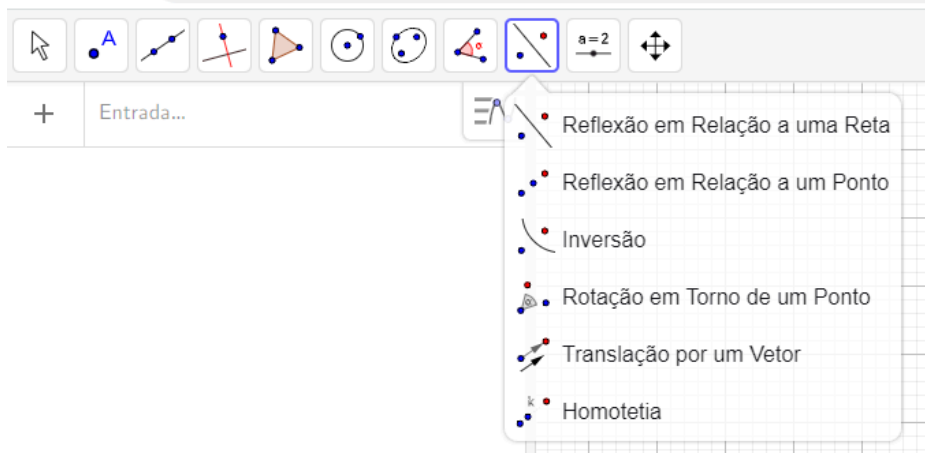 A
α
a=2
Entrada...
Reflexão em Relação a uma Reta
Reflexão em Relação a um Ponto
Inversão
Rotação em Torno de um Ponto
Translação por um Vetor
k
Homotetia